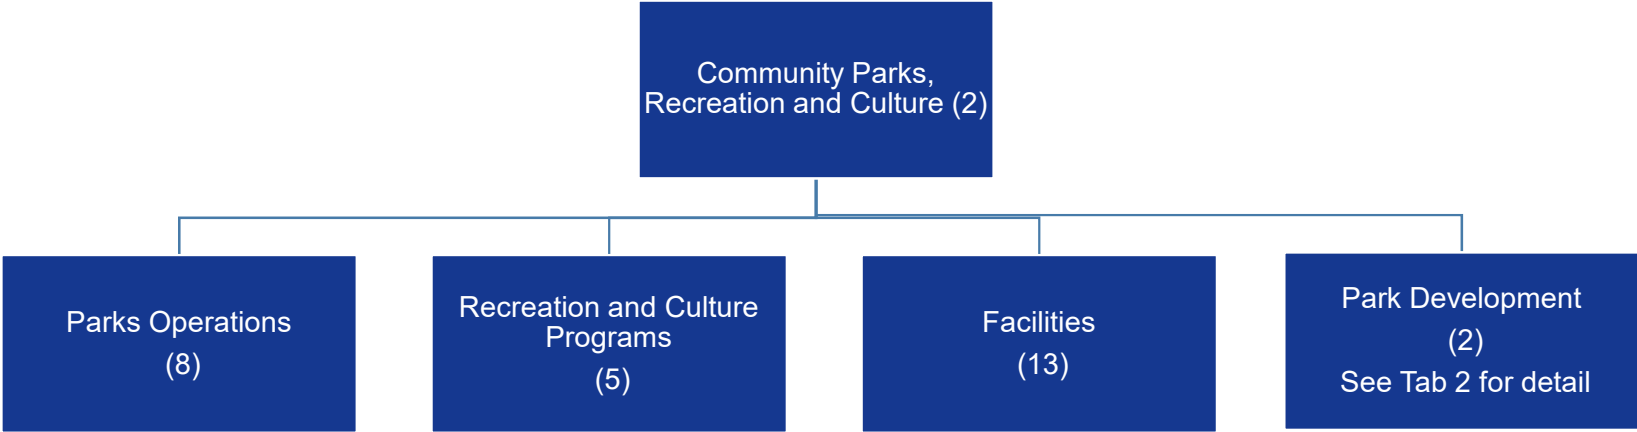 Community Parks,
Recreation and Culture (2)
Parks Operations
(8)
Recreation and Culture
Programs
(5)
Facilities
(13)
Park Development
(2)
See Tab 2 for detail